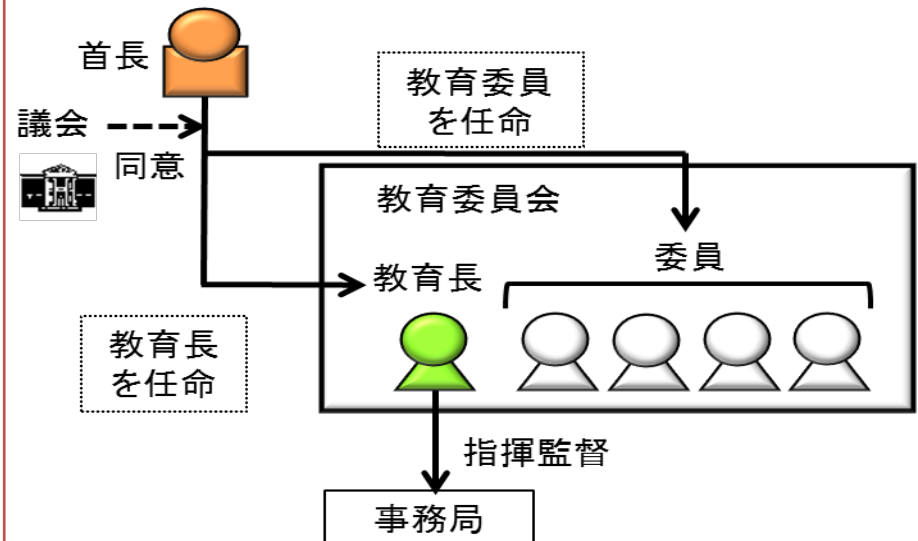 首長
教育委員
を任命
議会
同意
教育委員会
委員
教育長
教育長
を任命
指揮監督
事務局